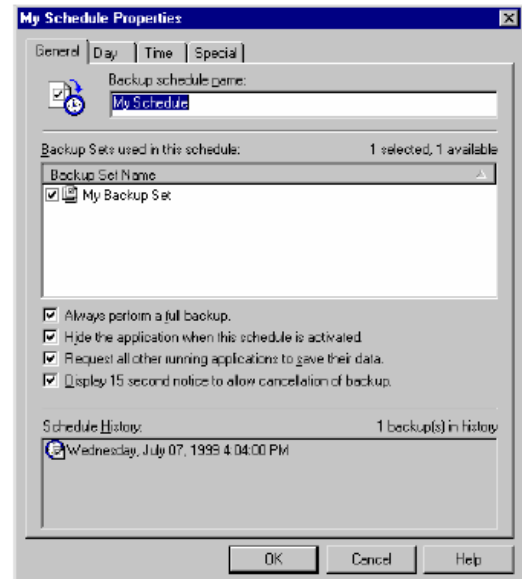 My Schedule Properties
General Day Time Special
Backup schedule name:
My Schedule
Backup Sets used in this schedule: 1 selected, 1 available
Backup Set Name
My Backup Set
Always perform a full backup.
Hide the application when this schedule is activated.
Request all other running applications to save their data.
Display 15 second notice to allow cancellation of backup.
Schedule History: 1 backup(s) in history
Wednesday, July 07, 1999 4:04:00 PM
OK Cancel Help